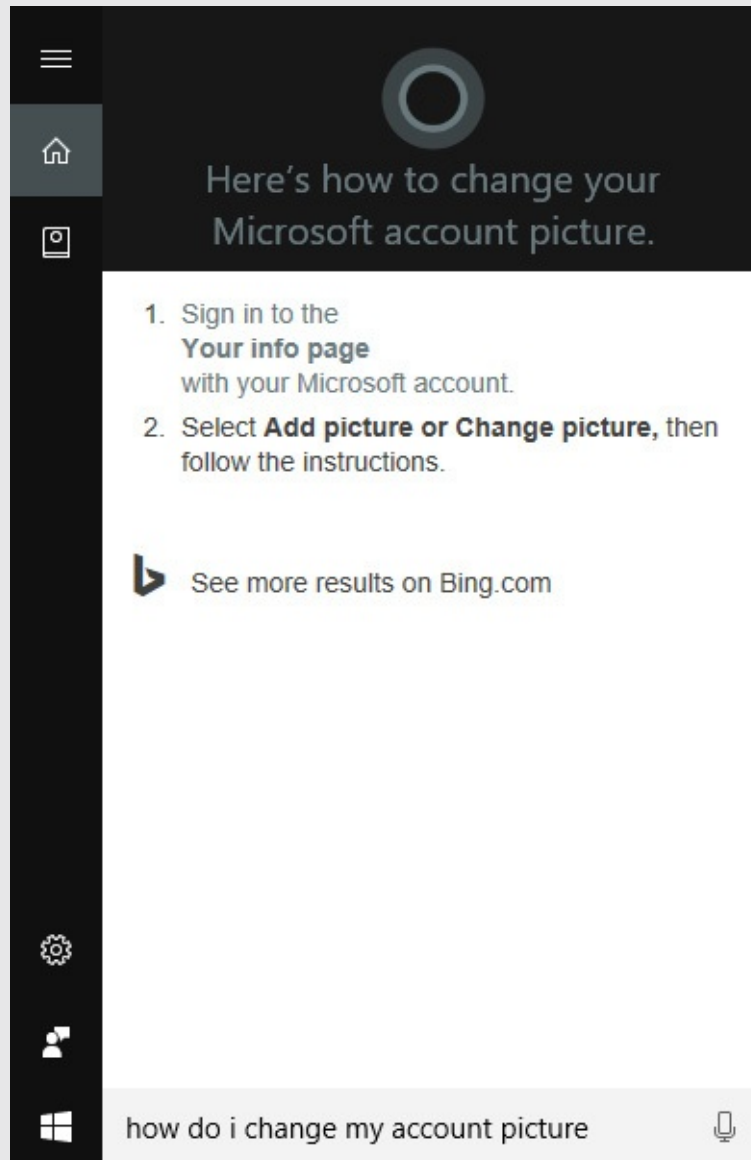 Here's how to change your
Microsoft account picture.
1. Sign in to the
Your info page
with your Microsoft account.
2. Select Add picture or Change picture, then
follow the instructions.
See more results on Bing.com
how do i change my account picture